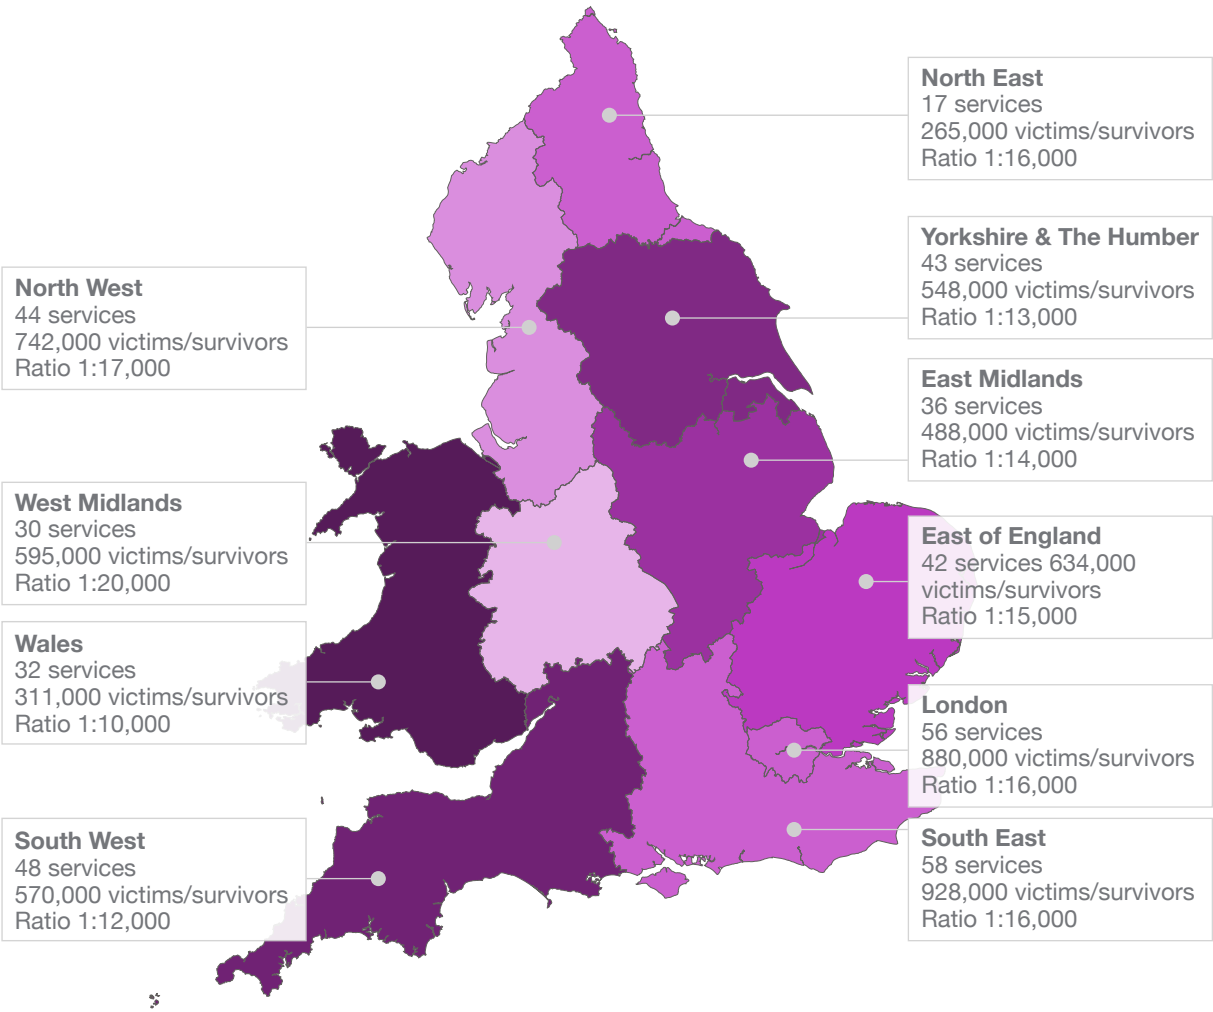 North East
17 services
265,000 victims/survivors
Ratio 1:16,000
Yorkshire & The Humber
43 services
548,000 victims/survivors
Ratio 1:13,000
North West
44 services
742,000 victims/survivors
Ratio 1:17,000
East Midlands
36 services
488,000 victims/survivors
Ratio 1:14,000
West Midlands
30 services
595,000 victims/survivors
Ratio 1:20,000
East of England
42 services 634,000
victims/survivors
Ratio 1:15,000
Wales
32 services
311,000 victims/survivors
Ratio 1:10,000
London
56 services
880,000 victims/survivors
Ratio 1:16,000
South West
48 services
570,000 victims/survivors
Ratio 1:12,000
South East
58 services
928,000 victims/survivors
Ratio 1:16,000